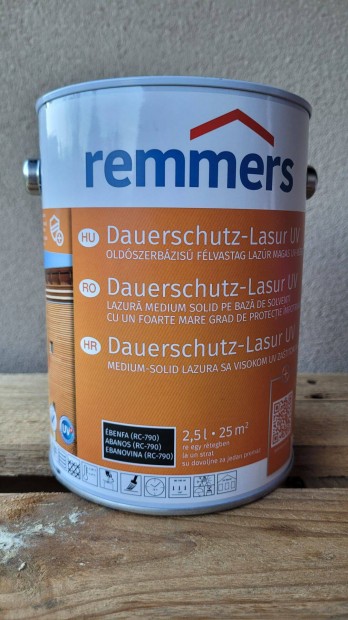 remmers
HU Dauerschutz-Lasur UV
OLDÓSZERBÁZISÚ FÉLVASTAG LAZÚR MAGAS
RO Dauerschutz-Lasur UV
LAZURĂ MEDIUM SOLID PE BAZĂ DE SOLVENT
CU UN FOARTE MARE GRAD DE PROTECȚIE
HR Dauerschutz-Lasur UV
MEDIUM-SOLID LAZURA SA VISOKOM UV
UV
ÉBENFA (RC-790)
ABANOS (RC-790)
EBANOVINA (RC-790)
2,5 l • 25 m²
re egy rétegben
la un strat
su dovoljne za jedan premaz